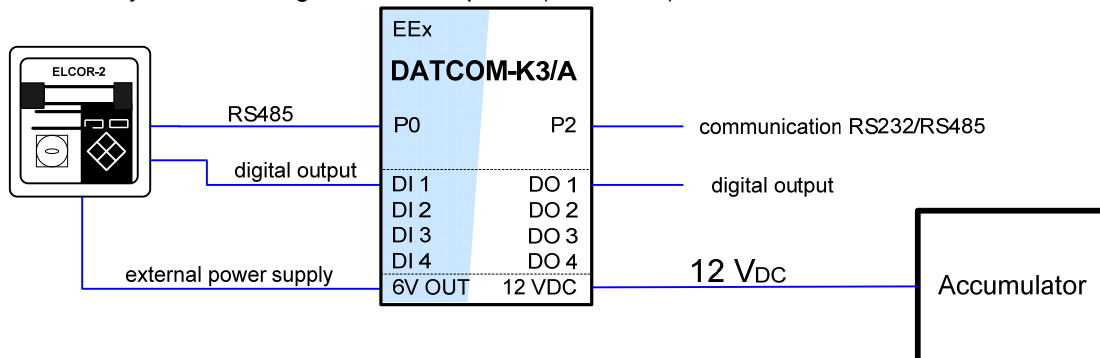 EEx
DATCOM-K3/A
ELCOR-2
RS485
P0
P2
communication RS232/RS485
digital output
DI 1
DO 1
digital output
DI 2
DO 2
DI 3
DO 3
DI 4
DO 4
external power supply
6V OUT
12 VDC
12 VDC
Accumulator